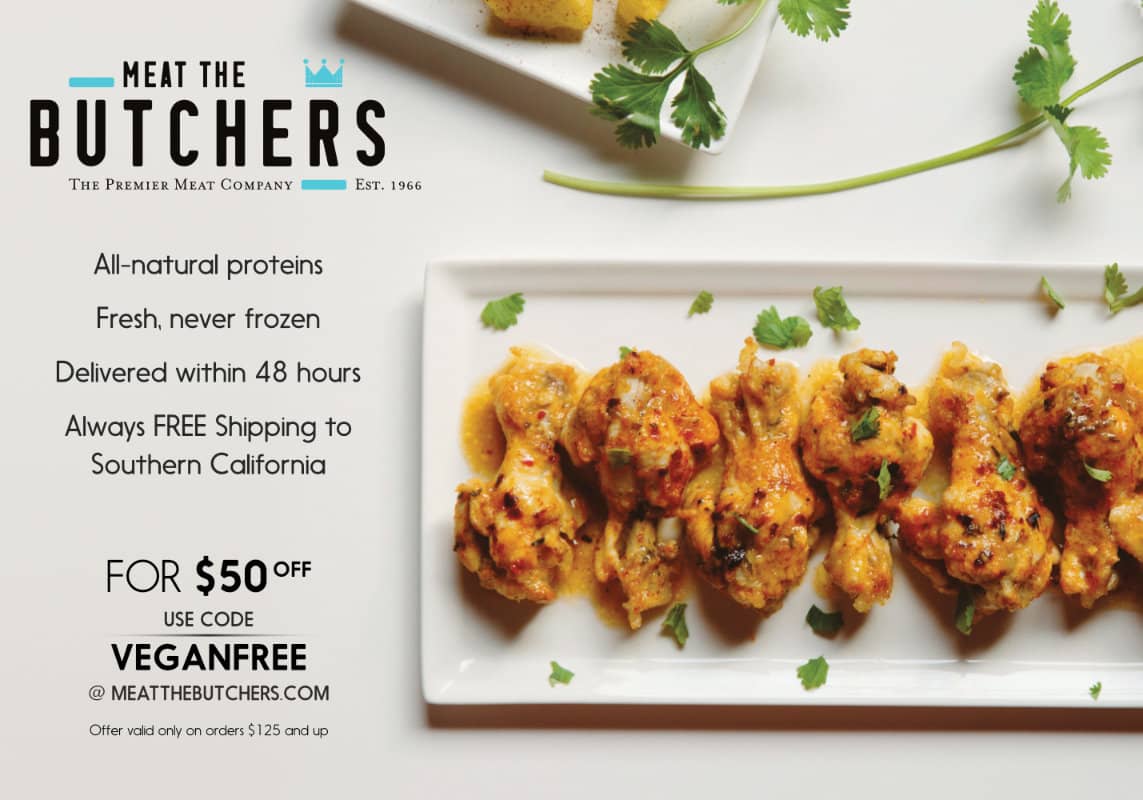 MEAT THE
BUTCHERS
THE PREMIER MEAT COMPANY EST. 1966
All-natural proteins
Fresh, never frozen
Delivered within 48 hours
Always FREE Shipping to
Southern California
FOR $50 OFF
USE CODE
VEGANFREE
@ MEATTHEBUTCHERS.COM
Offer valid only on orders $125 and up